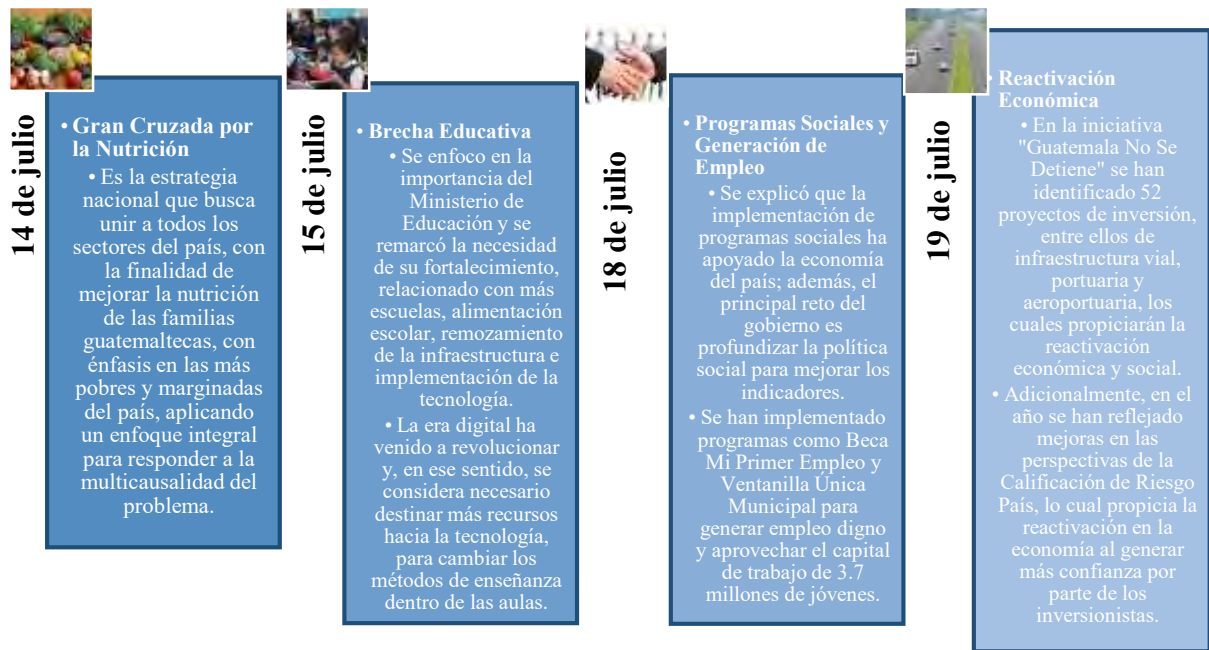 14 de julio
• Gran Cruzada por
la Nutrición
• Es la estrategia
nacional que busca
unir a todos los
sectores del país, con
la finalidad de
mejorar la nutrición
de las familias
guatemaltecas, con
énfasis en las más
pobres y marginadas
del país, aplicando
un enfoque integral
para responder a la
multicausalidad del
problema.
15 de julio
• Brecha Educativa
• Se enfoco en la
importancia del
Ministerio de
Educación y se
remarcó la necesidad
de su fortalecimiento,
relacionado con más
escuelas, alimentación
escolar, remozamiento
de la infraestructura e
implementación de la
tecnología.
• La era digital ha
venido a revolucionar
y, en ese sentido, se
considera necesario
destinar más recursos
hacia la tecnología,
para cambiar los
métodos de enseñanza
dentro de las aulas.
18 de julio
• Programas Sociales y
Generación de
Empleo
• Se explicó que la
implementación de
programas sociales ha
apoyado la economía
del país; además, el
principal reto del
gobierno es
profundizar la política
social para mejorar los
indicadores.
• Se han implementado
programas como Beca
Mi Primer Empleo y
Ventanilla Única
Municipal para
generar empleo digno
y aprovechar el capital
de trabajo de 3.7
millones de jóvenes.
19 de julio
• Reactivación
Económica
• En la iniciativa
"Guatemala No Se
Detiene" se han
identificado 52
proyectos de inversión,
entre ellos de
infraestructura vial,
portuaria y
aeroportuaria, los
cuales propiciarán la
reactivación
económica y social.
• Adicionalmente, en el
año se han reflejado
mejoras en las
perspectivas de la
Calificación de Riesgo
País, lo cual propicia la
reactivación en la
economía al generar
más confianza por
parte de los
inversionistas.